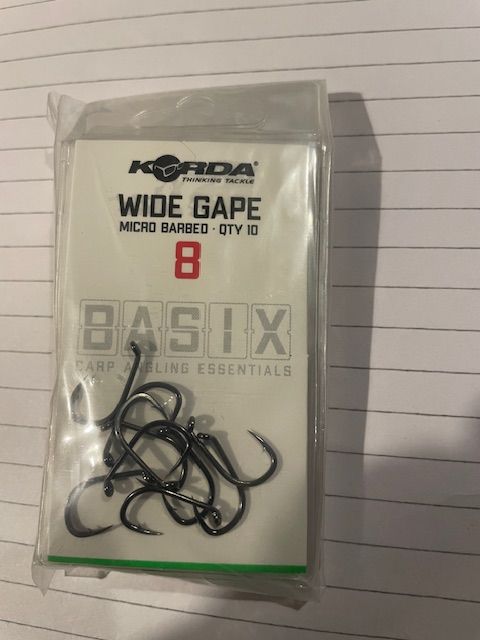 KORDA®
THINKING TACKLE
WIDE GAPE
MICRO BARBED · QTY 10
8
BASIX
CARP ANGLING ESSENTIALS